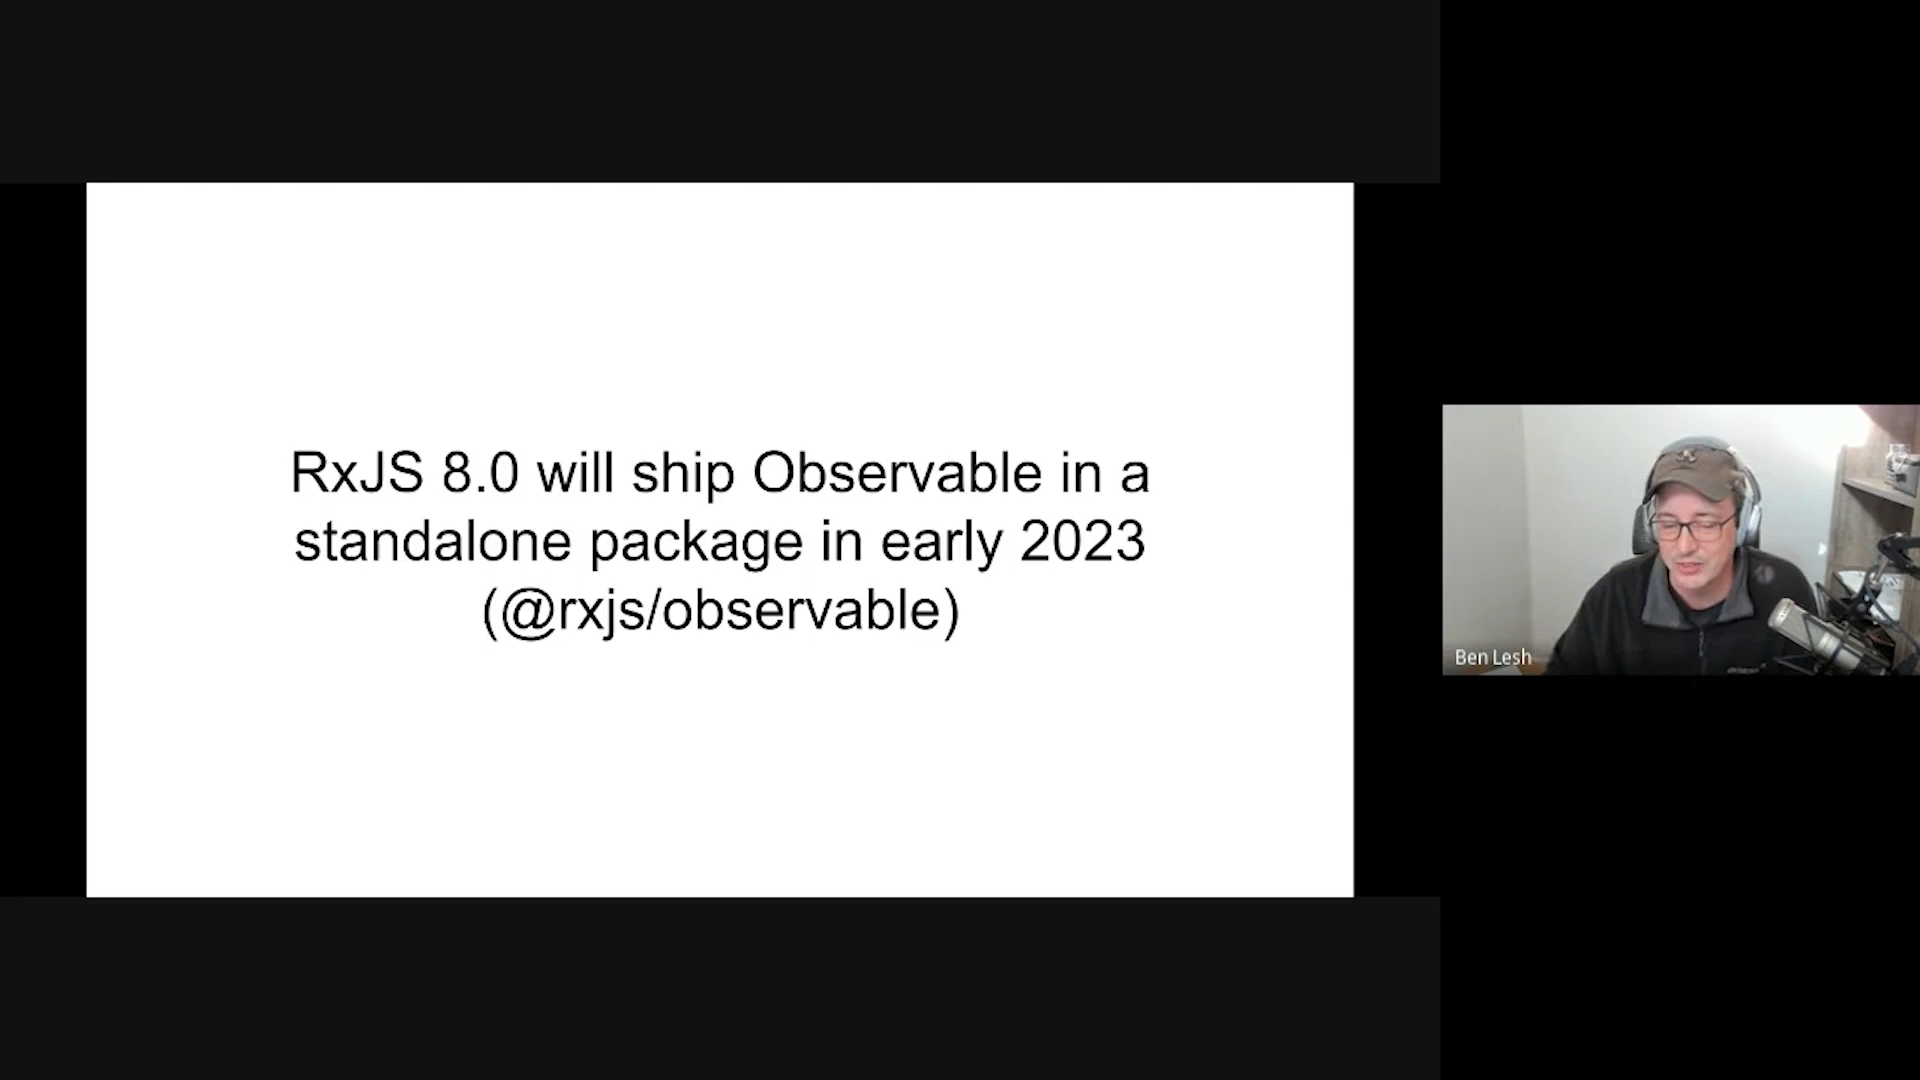 RxJS 8.0 will ship Observable in a
standalone package in early 2023
(@rxjs/observable)
Ben Lesh